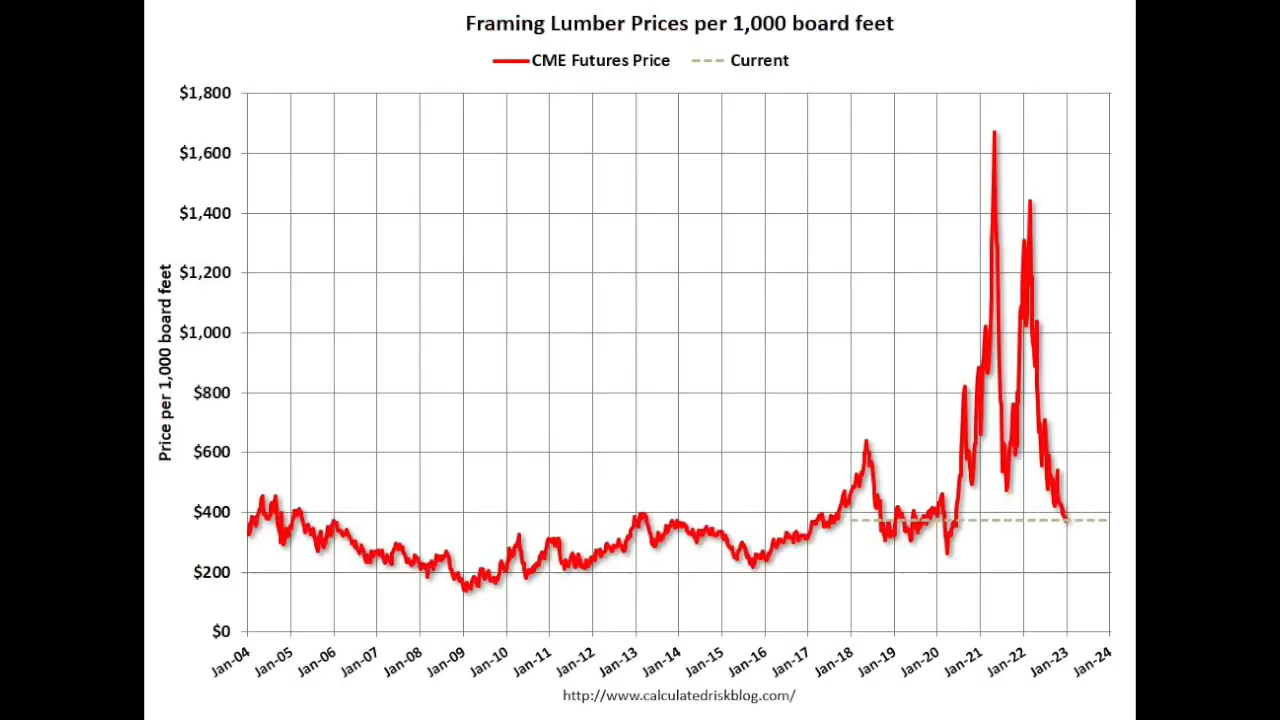 Framing Lumber Prices per 1,000 board feet
CME Futures Price
Current
Price per 1,000 board feet
$1,800
$1,600
$1,400
$1,200
$1,000
$800
$600
$400
$200
$0
Jan-04
Jan-05
Jan-06
Jan-07
Jan-08
Jan-09
Jan-10
Jan-11
Jan-12
Jan-13
Jan-14
Jan-15
Jan-16
Jan-17
Jan-18
Jan-19
Jan-20
Jan-21
Jan-22
Jan-23
Jan-24
http://www.calculatedriskblog.com/